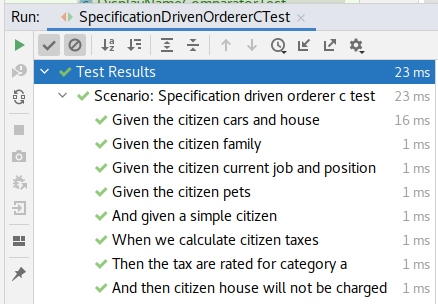 Run: SpecificationDrivenOrdererCTest
Test Results 23 ms
Scenario: Specification driven orderer c test 23 ms
Given the citizen cars and house 16 ms
Given the citizen family 1 ms
Given the citizen current job and position 1 ms
Given the citizen pets 1 ms
And given a simple citizen 1 ms
When we calculate citizen taxes 1 ms
Then the tax are rated for category a 1 ms
And then citizen house will not be charged 1 ms